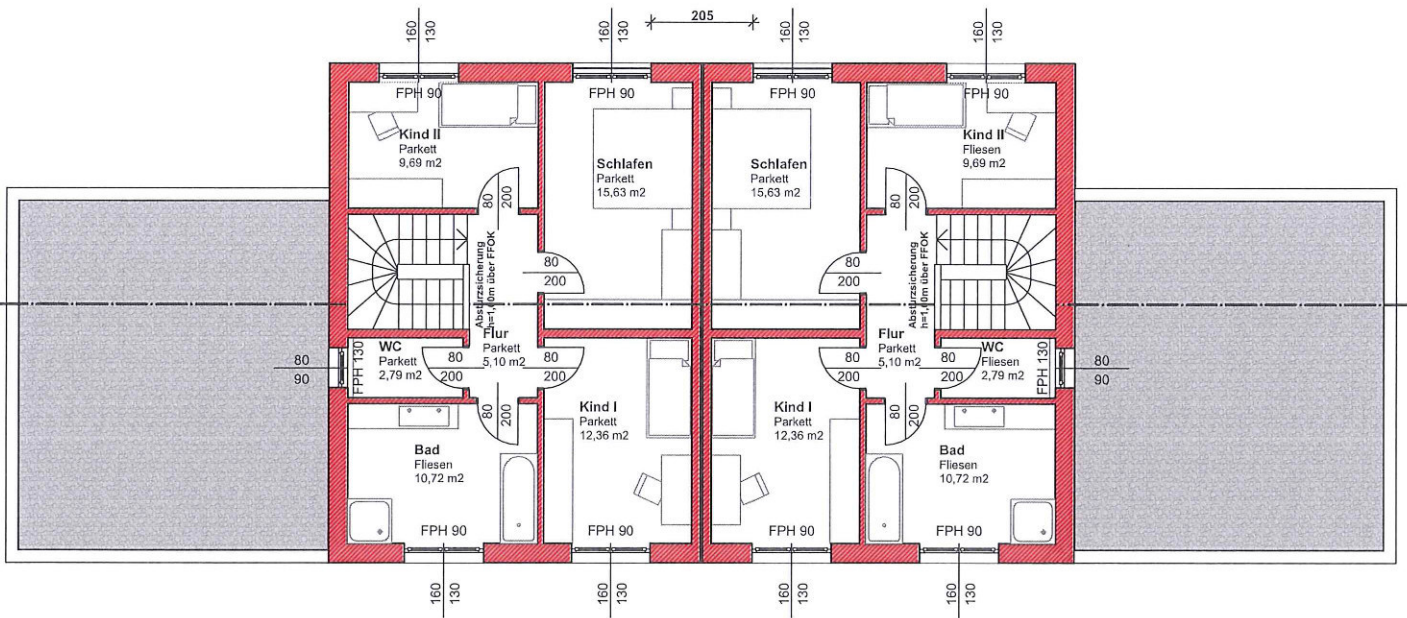 205
160
130
160
130
160
130
160
130
FPH 90
FPH 90
FPH 90
FPH 90
Kind II
Parkett
9,69 m2
Schlafen
Parkett
15,63 m2
Schlafen
Parkett
15,63 m2
Kind II
Fliesen
9,69 m2
80
200
80
200
Absturzsicherung
h=1,00m über FFOK
80
200
80
200
Absturzsicherung
h=1,00m über FFOK
80
90
FPH 130
WC
Parkett
2,79 m2
80
200
Flur
Parkett
5,10 m2
80
200
80
200
Flur
Parkett
5,10 m2
80
200
WC
Fliesen
2,79 m2
FPH 130
80
90
80
200
80
200
Kind I
Parkett
12,36 m2
Kind I
Parkett
12,36 m2
Bad
Fliesen
10,72 m2
Bad
Fliesen
10,72 m2
FPH 90
FPH 90
FPH 90
FPH 90
160
130
160
130
160
130
160
130